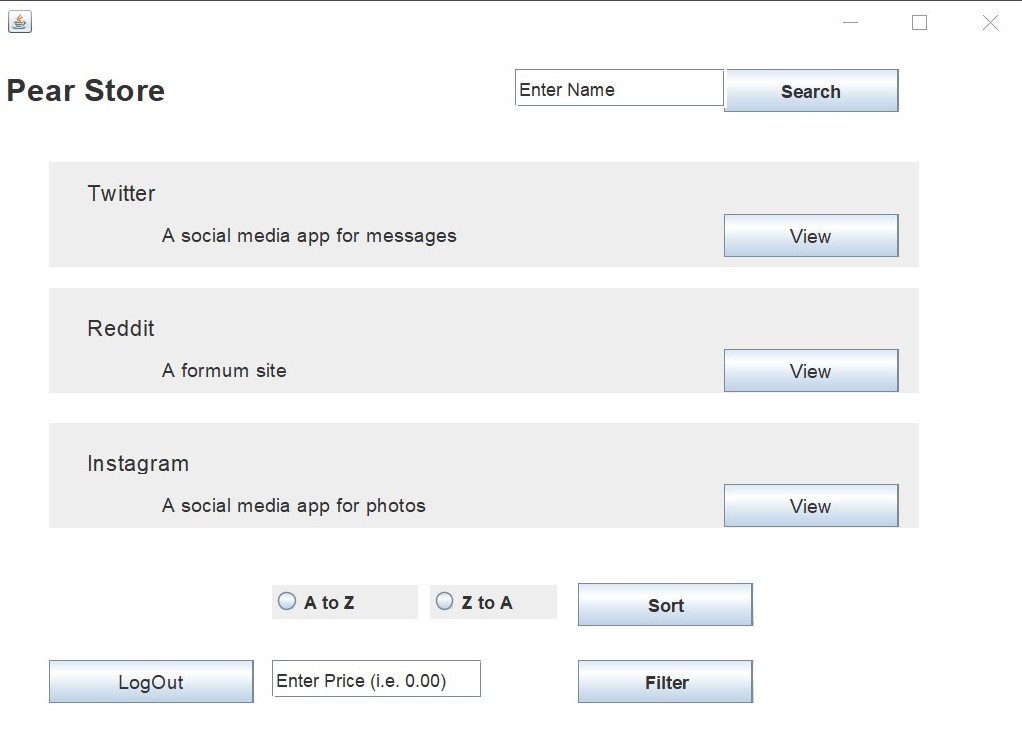 Pear Store
Enter Name
Search
Twitter
A social media app for messages
View
Reddit
A formum site
View
Instagram
A social media app for photos
View
A to Z
Z to A
Sort
LogOut
Enter Price (i.e. 0.00)
Filter